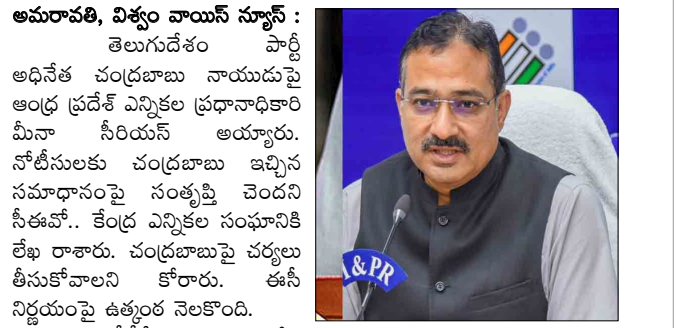 అమరావతి, విశ్వం వాయిస్ న్యూస్ :
తెలుగుదేశం పార్టీ
అధినేత చంద్రబాబు నాయుడుపై
ఆంధ్ర ప్రదేశ్ ఎన్నికల ప్రధానాధికారి
మీనా సీరియస్ అయ్యారు.
నోటీసులకు చంద్రబాబు ఇచ్చిన
సమాధానంపై సంతృప్తి చెందని
సీఈవో.. కేంద్ర ఎన్నికల సంఘానికి
లేఖ రాశారు. చంద్రబాబుపై చర్యలు
తీసుకోవాలని కోరారు. ఈసీ
నిర్ణయంపై ఉత్కంఠ నెలకొంది.
& PR